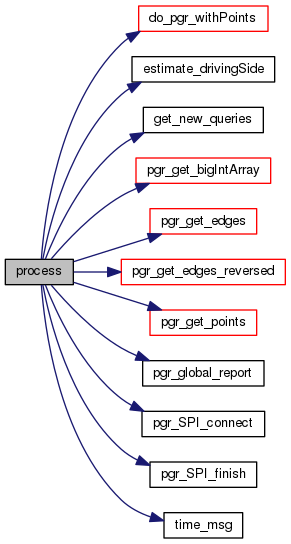 do_pgr_withPoints
estimate_drivingSide
get_new_queries
pgr_get_bigIntArray
pgr_get_edges
process
pgr_get_edges_reversed
pgr_get_points
pgr_global_report
pgr_SPI_connect
pgr_SPI_finish
time_msg